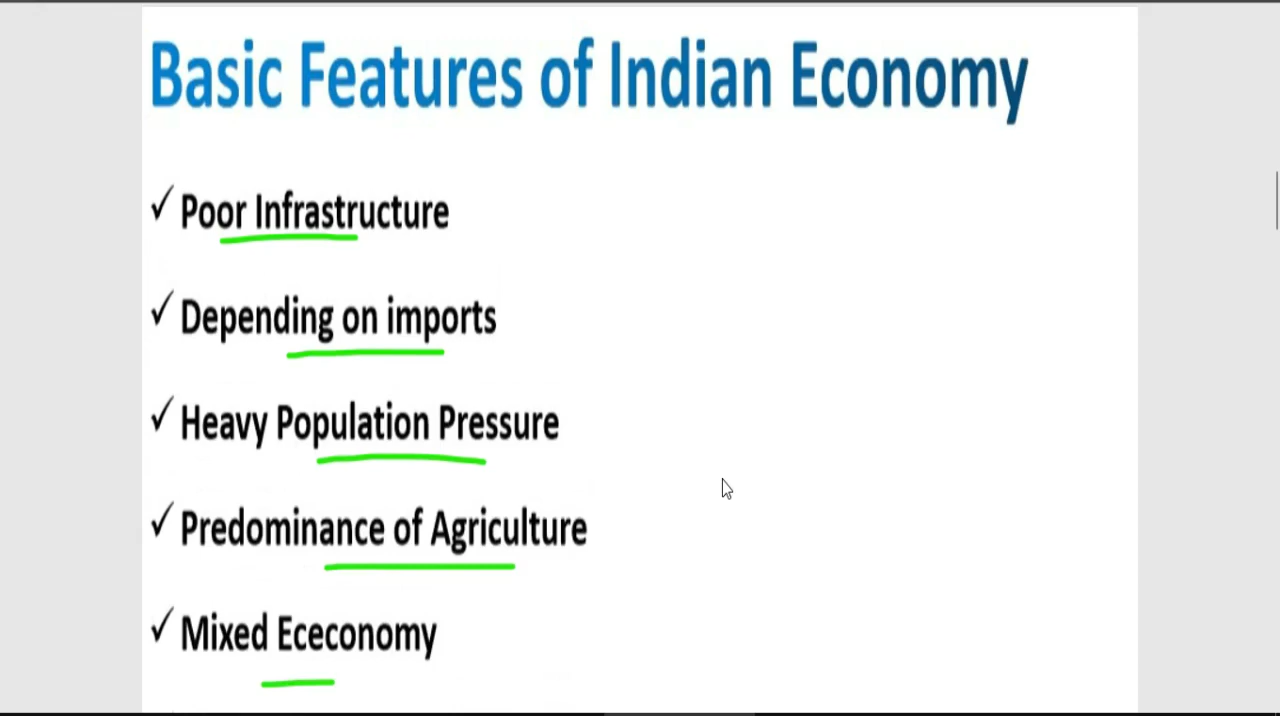 Basic Features of Indian Economy
✓ Poor Infrastructure
✓ Depending on imports
✓ Heavy Population Pressure
✓ Predominance of Agriculture
✓ Mixed Ececonomy